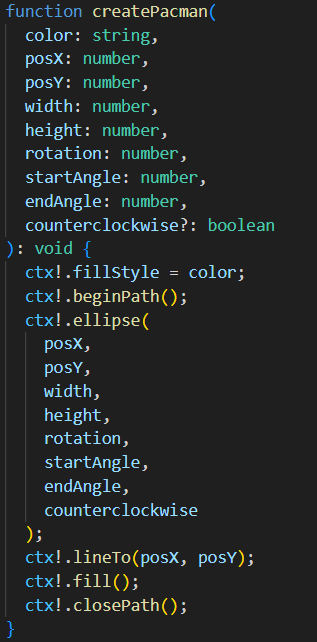 function createPacman(
  color: string,
  posX: number,
  posY: number,
  width: number,
  height: number,
  rotation: number,
  startAngle: number,
  endAngle: number,
  counterclockwise?: boolean
): void {
  ctx!.fillStyle = color;
  ctx!.beginPath();
  ctx!.ellipse(
    posX,
    posY,
    width,
    height,
    rotation,
    startAngle,
    endAngle,
    counterclockwise
  );
  ctx!.lineTo(posX, posY);
  ctx!.fill();
  ctx!.closePath();
}